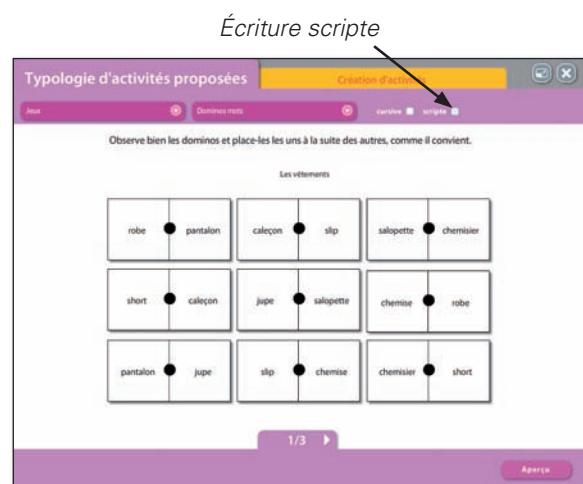 Écriture scripte
Typologie d'activités proposées
Création d'activités
Jeux
Dominos mots
cursive
scripte
Observe bien les dominos et place-les les uns à la suite des autres, comme il convient.
Les vêtements
robe pantalon caleçon slip salopette chemisier
short caleçon jupe salopette chemise robe
pantalon jupe slip chemise chemisier short
1/3
Aperçu